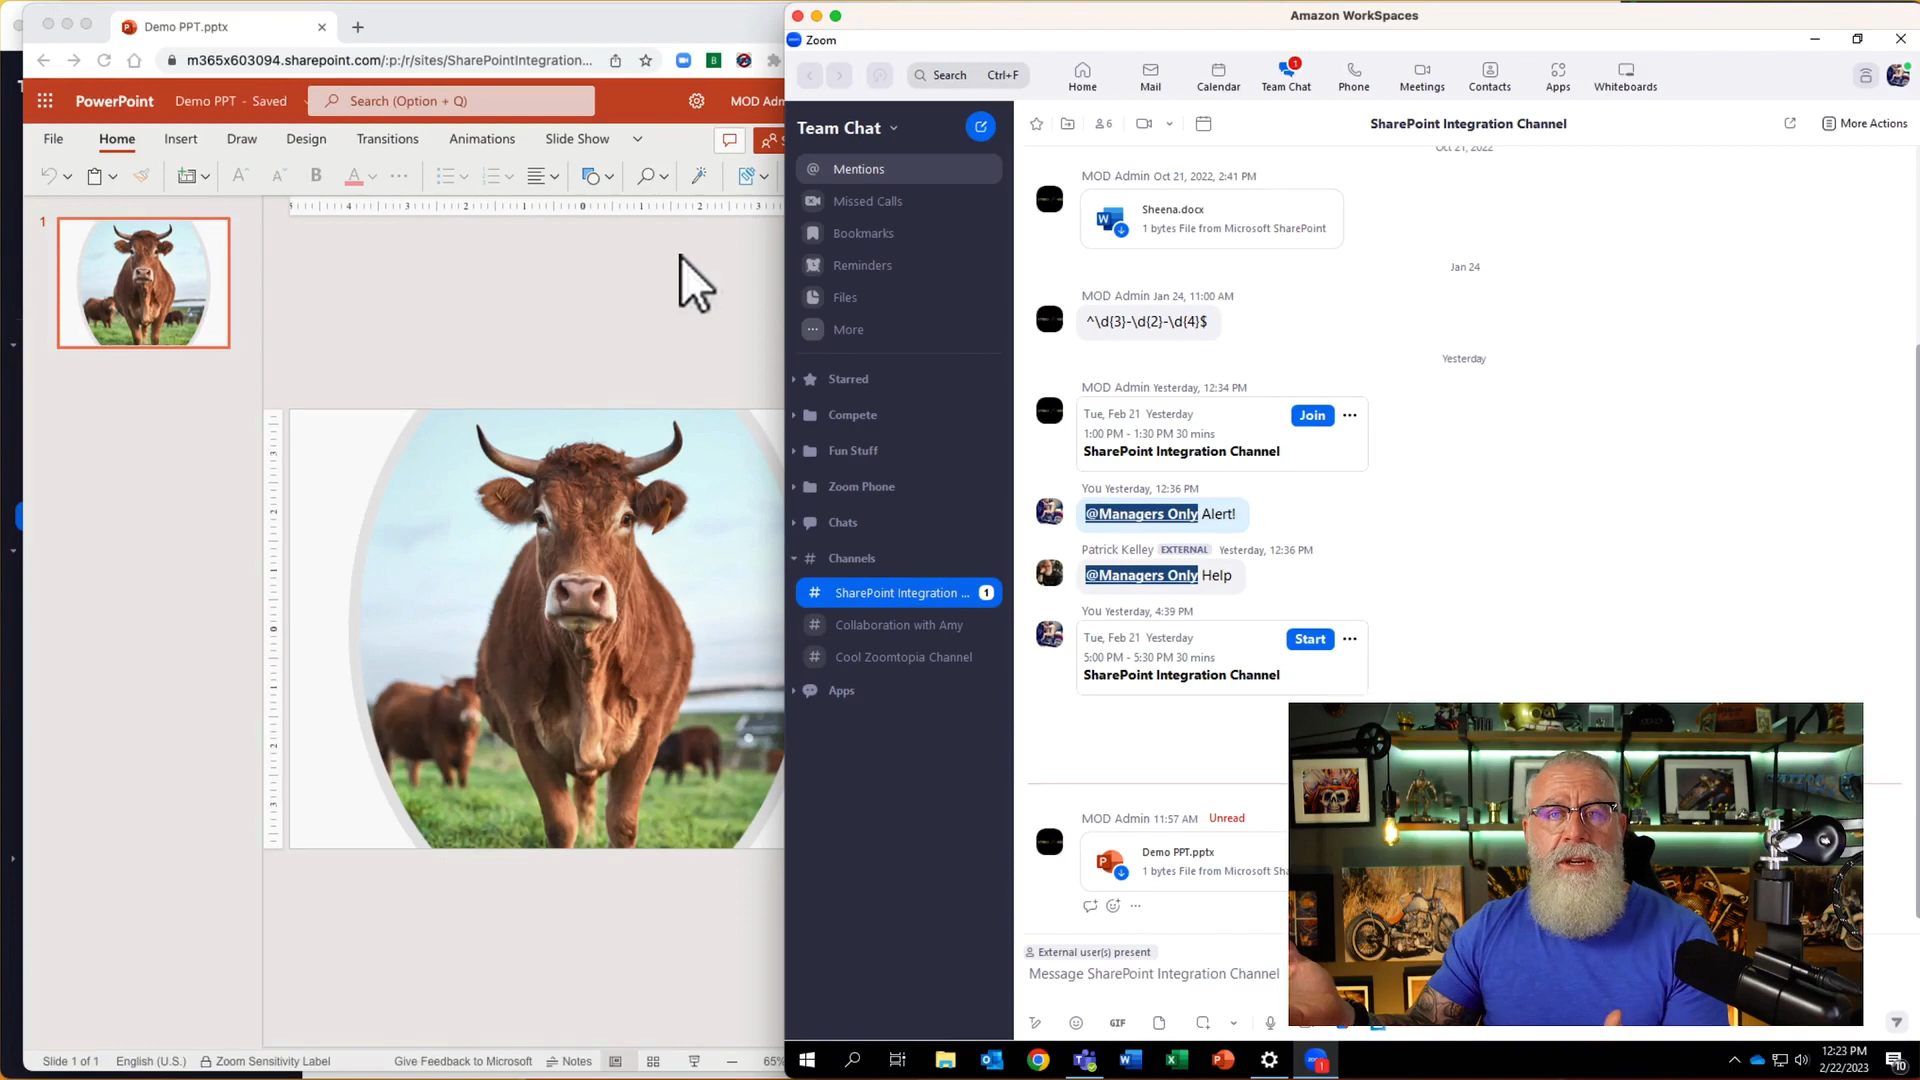 Demo PPT.pptx
m365x603094.sharepoint.com/:p:/r/sites/SharePointIntegration...
PowerPoint
Demo PPT - Saved
Search (Option + Q)
MOD Adm
File Home Insert Draw Design Transitions Animations Slide Show
1
Slide 1 of 1
English (U.S.)
Zoom Sensitivity Label
Give Feedback to Microsoft
Notes
65%
Amazon WorkSpaces
Zoom
Search Ctrl+F
Home
Mail
Calendar
1
Team Chat
Phone
Meetings
Contacts
Apps
Whiteboards
Team Chat
Mentions
Missed Calls
Bookmarks
Reminders
Files
More
Starred
Compete
Fun Stuff
Zoom Phone
Chats
Channels
SharePoint Integration ... 1
Collaboration with Amy
Cool Zoomtopia Channel
Apps
6
SharePoint Integration Channel
More Actions
Oct 21, 2022
MOD Admin Oct 21, 2022, 2:41 PM
Sheena.docx
1 bytes File from Microsoft SharePoint
Jan 24
MOD Admin Jan 24, 11:00 AM
^\d{3}-\d{2}-\d{4}$
Yesterday
MOD Admin Yesterday, 12:34 PM
Tue, Feb 21 Yesterday
Join
1:00 PM - 1:30 PM 30 mins
SharePoint Integration Channel
You Yesterday, 12:36 PM
@Managers Only Alert!
Patrick Kelley EXTERNAL Yesterday, 12:36 PM
@Managers Only Help
You Yesterday, 4:39 PM
Tue, Feb 21 Yesterday
Start
5:00 PM - 5:30 PM 30 mins
SharePoint Integration Channel
MOD Admin 11:57 AM Unread
Demo PPT.pptx
1 bytes File from Microsoft Sha
External user(s) present
Message SharePoint Integration Channel
GIF
12:23 PM
2/22/2023